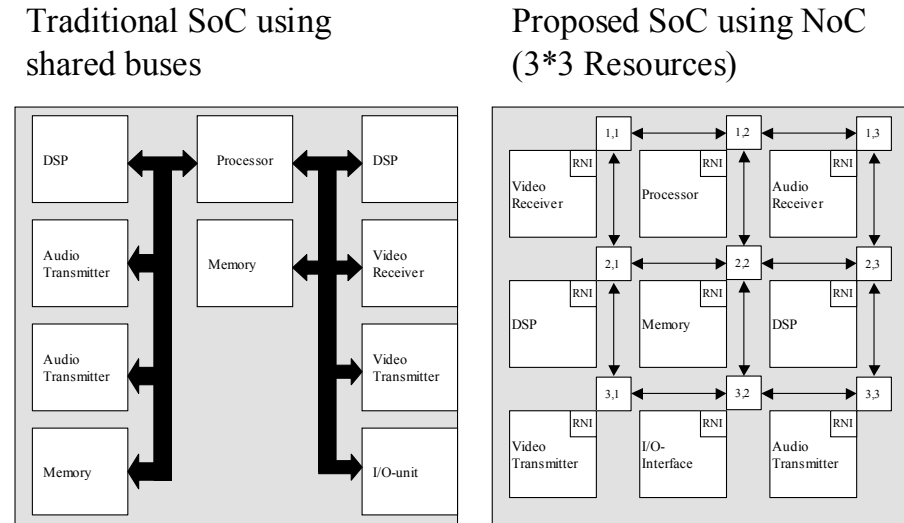 Traditional SoC using
shared buses
DSP
Processor
DSP
Audio
Transmitter
Memory
Video
Receiver
Audio
Transmitter
Video
Transmitter
Memory
I/O-unit
Proposed SoC using NoC
(3*3 Resources)
1,1
1,2
1,3
RNI
RNI
RNI
Video
Receiver
Processor
Audio
Receiver
2,1
2,2
2,3
RNI
RNI
RNI
DSP
Memory
DSP
3,1
3,2
3,3
RNI
RNI
RNI
Video
Transmitter
I/O-
Interface
Audio
Transmitter